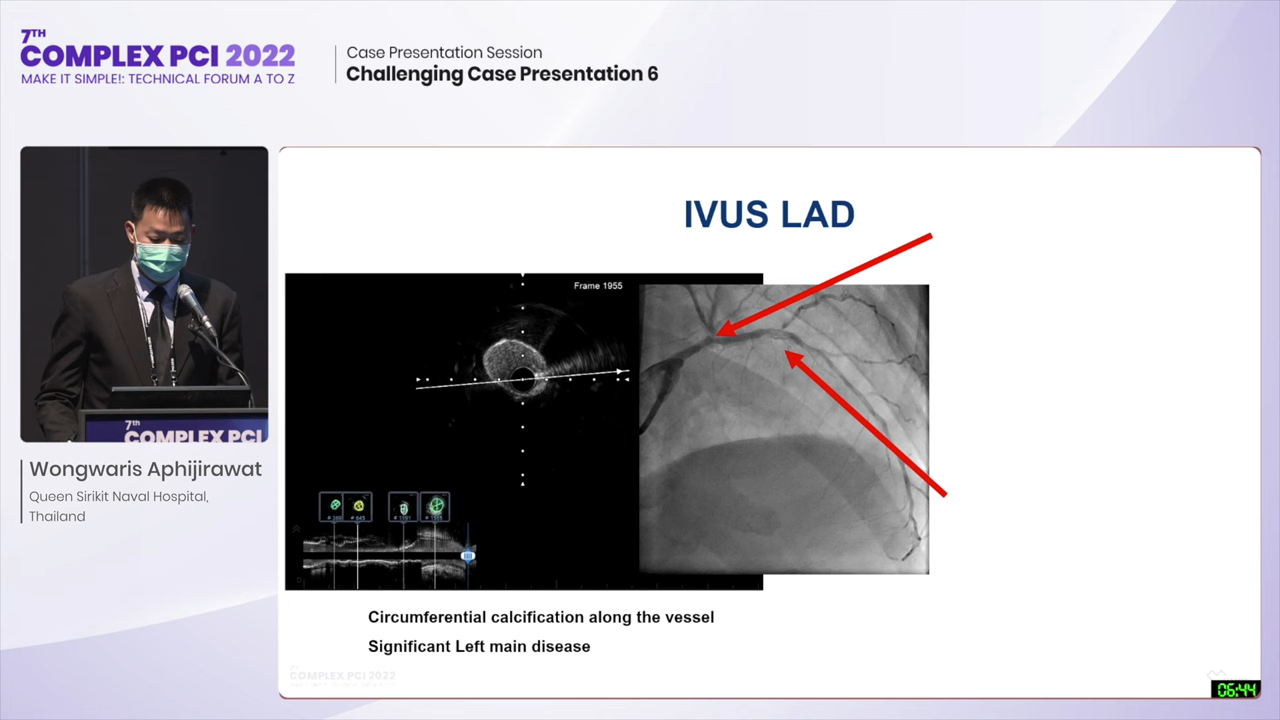 7TH
COMPLEX PCI 2022
MAKE IT SIMPLE!: TECHNICAL FORUM A TO Z
Case Presentation Session
Challenging Case Presentation 6
7th
COMPLEX PCI
Wongwaris Aphijirawat
Queen Sirikit Naval Hospital,
Thailand
IVUS LAD
Frame 1955
Circumferential calcification along the vessel
Significant Left main disease
COMPLEX PCI 2022
06:44